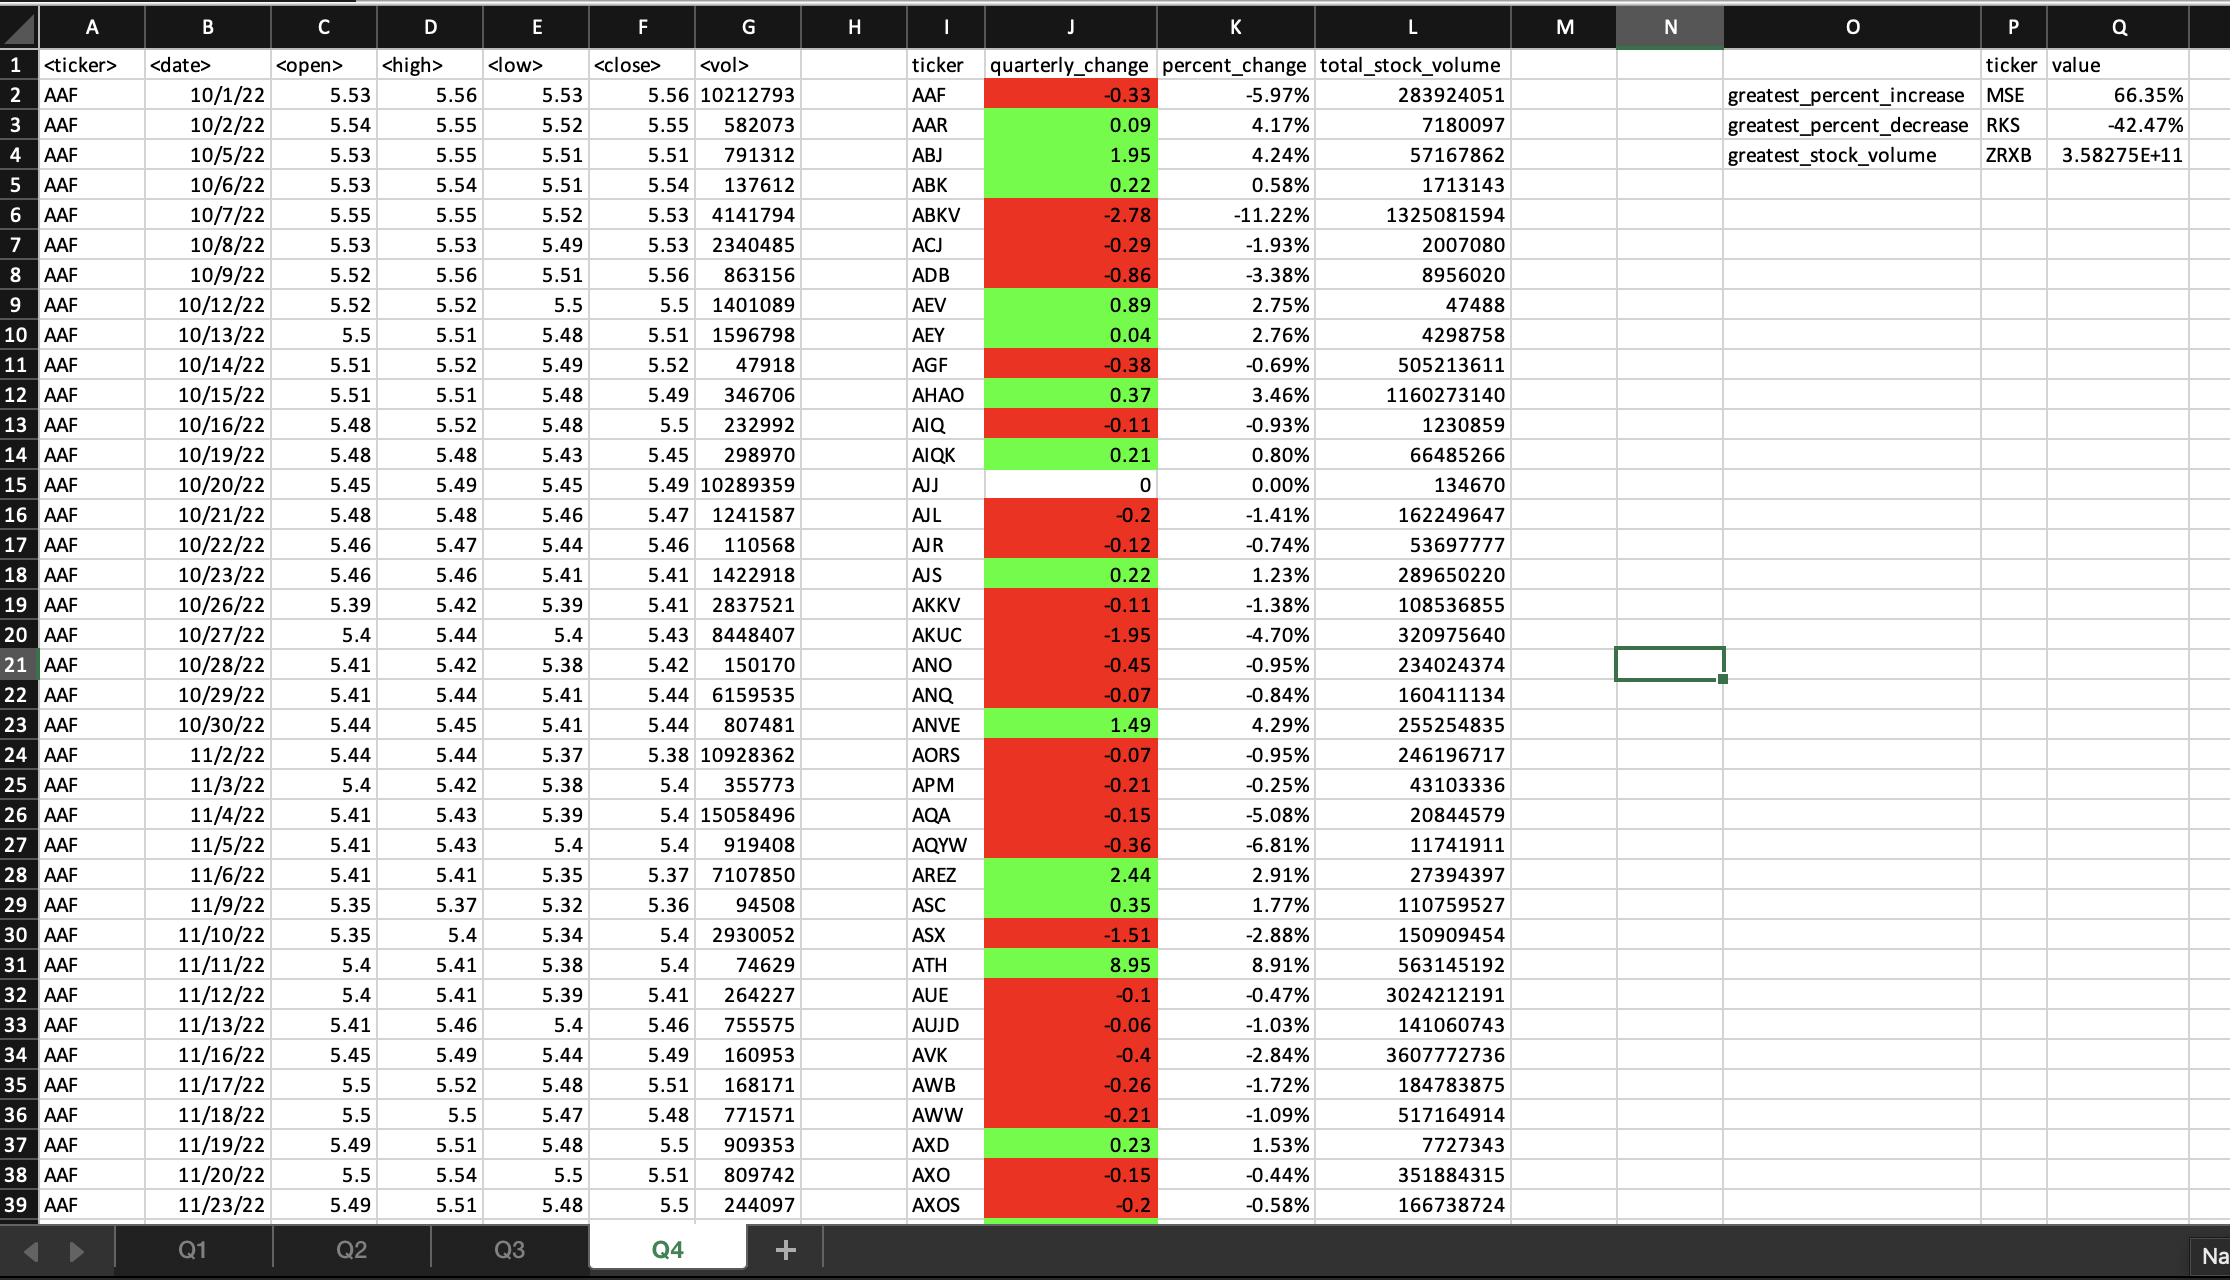 A B C D E F G H I J K L M N O P Q
1 <ticker> <date> <open> <high> <low> <close> <vol> ticker quarterly_change percent_change total_stock_volume ticker value
2 AAF 10/1/22 5.53 5.56 5.53 5.56 10212793 AAF -0.33 -5.97% 283924051 greatest_percent_increase MSE 66.35%
3 AAF 10/2/22 5.54 5.55 5.52 5.55 582073 AAR 0.09 4.17% 7180097 greatest_percent_decrease RKS -42.47%
4 AAF 10/5/22 5.53 5.55 5.51 5.51 791312 ABJ 1.95 4.24% 57167862 greatest_stock_volume ZRXB 3.58275E+11
5 AAF 10/6/22 5.53 5.54 5.51 5.54 137612 ABK 0.22 0.58% 1713143
6 AAF 10/7/22 5.55 5.55 5.52 5.53 4141794 ABKV -2.78 -11.22% 1325081594
7 AAF 10/8/22 5.53 5.53 5.49 5.53 2340485 ACJ -0.29 -1.93% 2007080
8 AAF 10/9/22 5.52 5.56 5.51 5.56 863156 ADB -0.86 -3.38% 8956020
9 AAF 10/12/22 5.52 5.52 5.5 5.5 1401089 AEV 0.89 2.75% 47488
10 AAF 10/13/22 5.5 5.51 5.48 5.51 1596798 AEY 0.04 2.76% 4298758
11 AAF 10/14/22 5.51 5.52 5.49 5.52 47918 AGF -0.38 -0.69% 505213611
12 AAF 10/15/22 5.51 5.51 5.48 5.49 346706 AHAO 0.37 3.46% 1160273140
13 AAF 10/16/22 5.48 5.52 5.48 5.5 232992 AIQ -0.11 -0.93% 1230859
14 AAF 10/19/22 5.48 5.48 5.43 5.45 298970 AIQK 0.21 0.80% 66485266
15 AAF 10/20/22 5.45 5.49 5.45 5.49 10289359 AJJ 0 0.00% 134670
16 AAF 10/21/22 5.48 5.48 5.46 5.47 1241587 AJL -0.2 -1.41% 162249647
17 AAF 10/22/22 5.46 5.47 5.44 5.46 110568 AJR -0.12 -0.74% 53697777
18 AAF 10/23/22 5.46 5.46 5.41 5.41 1422918 AJS 0.22 1.23% 289650220
19 AAF 10/26/22 5.39 5.42 5.39 5.41 2837521 AKKV -0.11 -1.38% 108536855
20 AAF 10/27/22 5.4 5.44 5.4 5.43 8448407 AKUC -1.95 -4.70% 320975640
21 AAF 10/28/22 5.41 5.42 5.38 5.42 150170 ANO -0.45 -0.95% 234024374
22 AAF 10/29/22 5.41 5.44 5.41 5.44 6159535 ANQ -0.07 -0.84% 160411134
23 AAF 10/30/22 5.44 5.45 5.41 5.44 807481 ANVE 1.49 4.29% 255254835
24 AAF 11/2/22 5.44 5.44 5.37 5.38 10928362 AORS -0.07 -0.95% 246196717
25 AAF 11/3/22 5.4 5.42 5.38 5.4 355773 APM -0.21 -0.25% 43103336
26 AAF 11/4/22 5.41 5.43 5.39 5.4 15058496 AQA -0.15 -5.08% 20844579
27 AAF 11/5/22 5.41 5.43 5.4 5.4 919408 AQYW -0.36 -6.81% 11741911
28 AAF 11/6/22 5.41 5.41 5.35 5.37 7107850 AREZ 2.44 2.91% 27394397
29 AAF 11/9/22 5.35 5.37 5.32 5.36 94508 ASC 0.35 1.77% 110759527
30 AAF 11/10/22 5.35 5.4 5.34 5.4 2930052 ASX -1.51 -2.88% 150909454
31 AAF 11/11/22 5.4 5.41 5.38 5.4 74629 ATH 8.95 8.91% 563145192
32 AAF 11/12/22 5.4 5.41 5.39 5.41 264227 AUE -0.1 -0.47% 3024212191
33 AAF 11/13/22 5.41 5.46 5.4 5.46 755575 AUJD -0.06 -1.03% 141060743
34 AAF 11/16/22 5.45 5.49 5.44 5.49 160953 AVK -0.4 -2.84% 3607772736
35 AAF 11/17/22 5.5 5.52 5.48 5.51 168171 AWB -0.26 -1.72% 184783875
36 AAF 11/18/22 5.5 5.5 5.47 5.48 771571 AWW -0.21 -1.09% 517164914
37 AAF 11/19/22 5.49 5.51 5.48 5.5 909353 AXD 0.23 1.53% 7727343
38 AAF 11/20/22 5.5 5.54 5.5 5.51 809742 AXO -0.15 -0.44% 351884315
39 AAF 11/23/22 5.49 5.51 5.48 5.5 244097 AXOS -0.2 -0.58% 166738724
Q1 Q2 Q3 Q4 +
Na